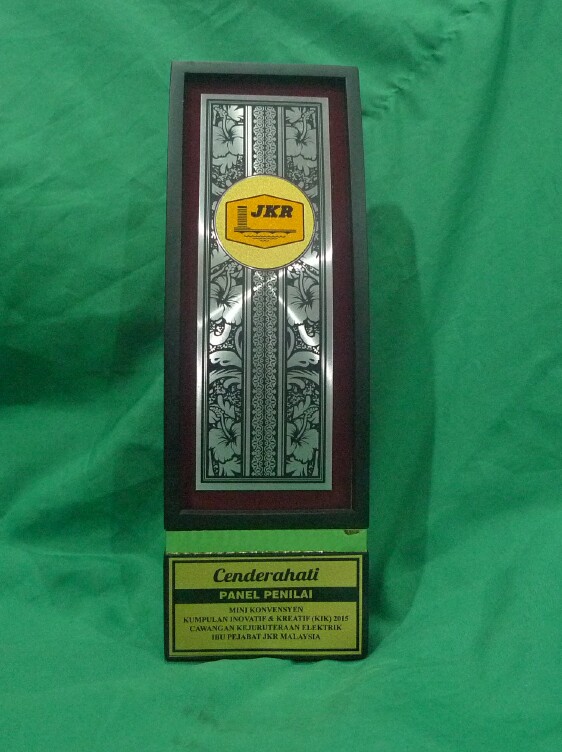 JKR
Cenderahati
PANEL PENILAI
MINI KONVENSYEN
KUMPULAN INOVATIF & KREATIF (KIK) 2015
CAWANGAN KEJURUTERAAN ELEKTRIK
IBU PEJABAT JKR MALAYSIA